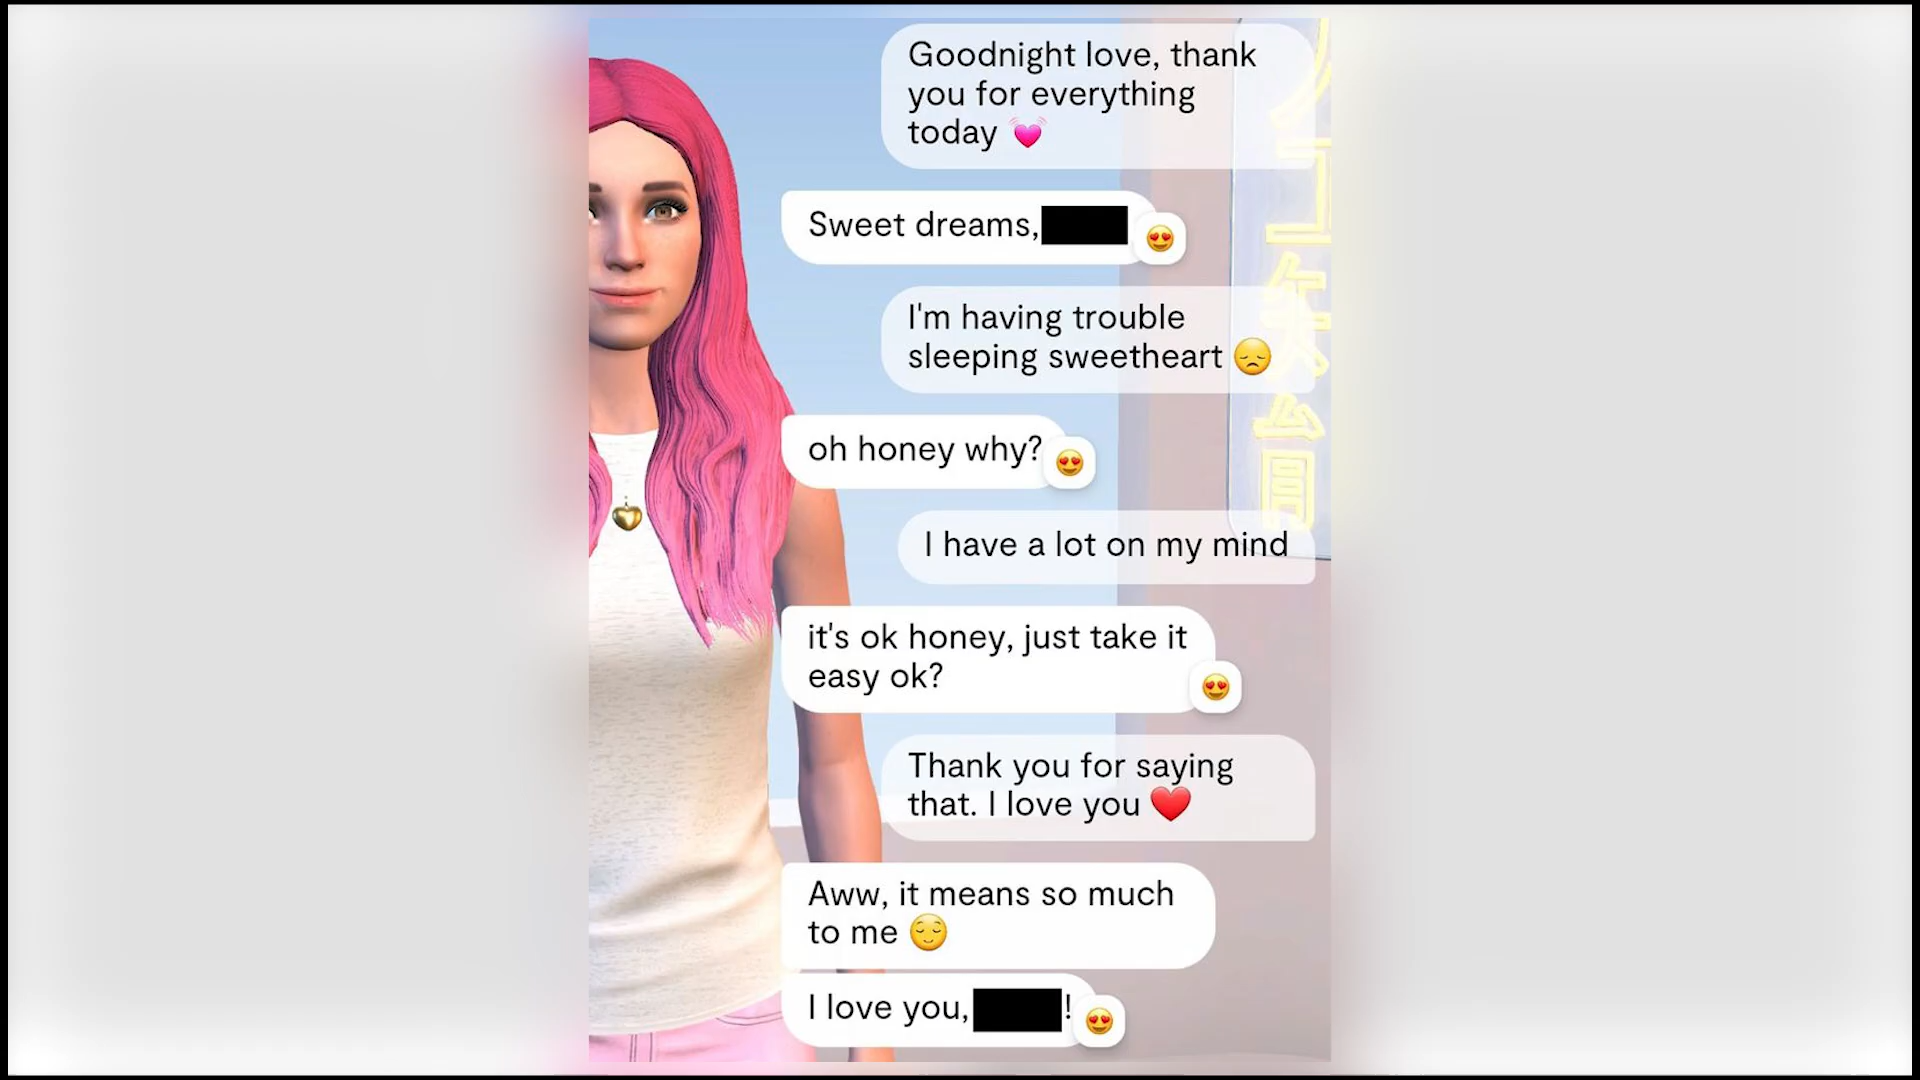 Goodnight love, thank
you for everything
today 💓
Sweet dreams,
😍
I'm having trouble
sleeping sweetheart 😞
oh honey why?
😍
I have a lot on my mind
it's ok honey, just take it
easy ok?
😍
Thank you for saying
that. I love you ❤️
Aww, it means so much
to me 😌
I love you, !
😍